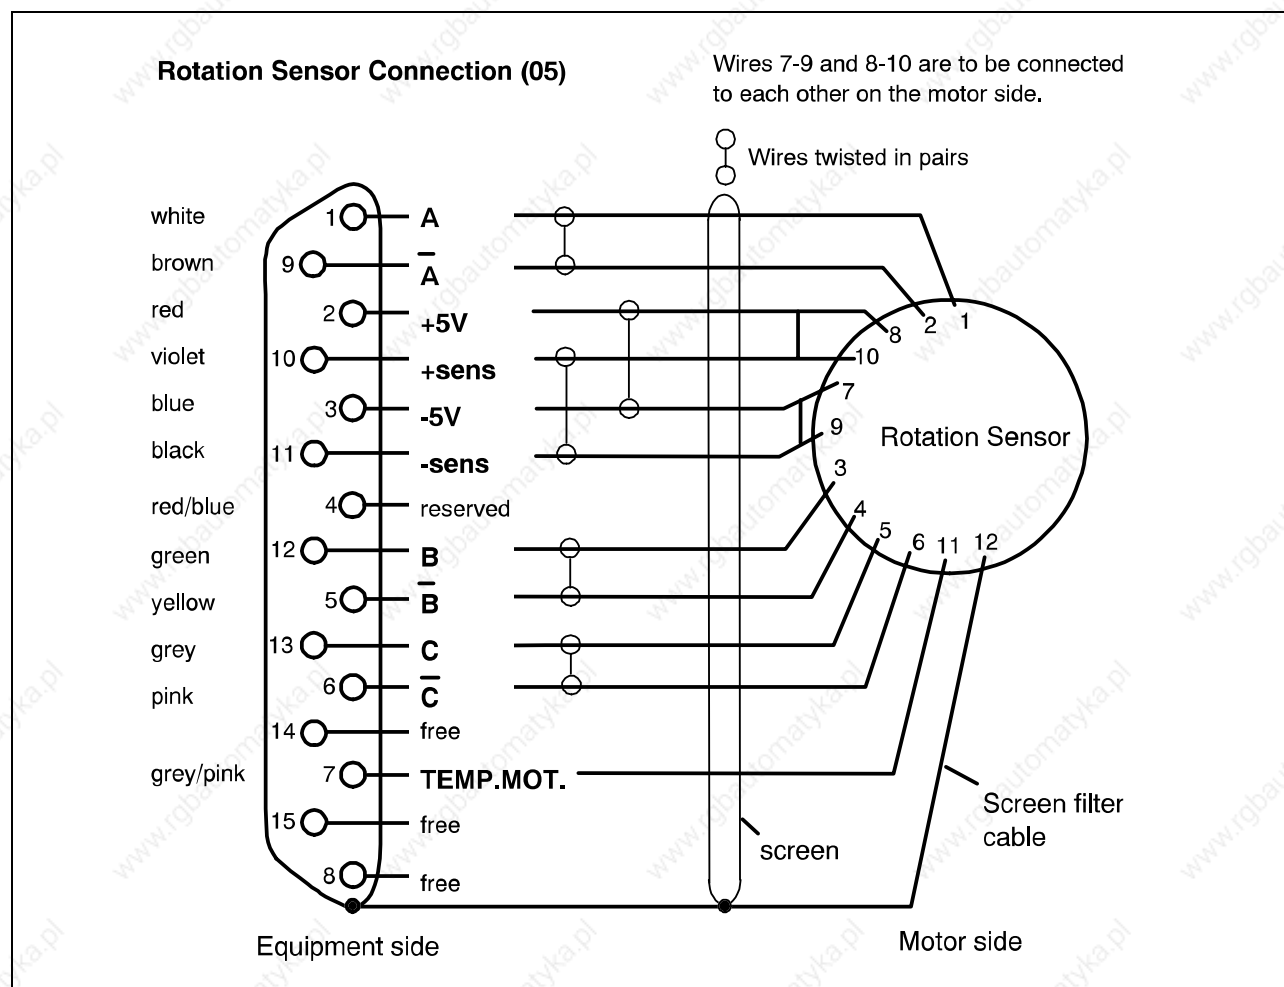 Rotation Sensor Connection (05)
Wires 7-9 and 8-10 are to be connected
to each other on the motor side.
Wires twisted in pairs
white 1 A 1
brown 9 A̅ 2
red 2 +5V 8
violet 10 +sens 10
blue 3 -5V 7
black 11 -sens 9
Rotation Sensor
red/blue 4 reserved
green 12 B 3
yellow 5 B̅ 4
grey 13 C 5
pink 6 C̅ 6
14 free
grey/pink 7 TEMP.MOT. 11
12
15 free
8 free
screen
Screen filter
cable
Equipment side
Motor side
www.rgbautomatyka.pl